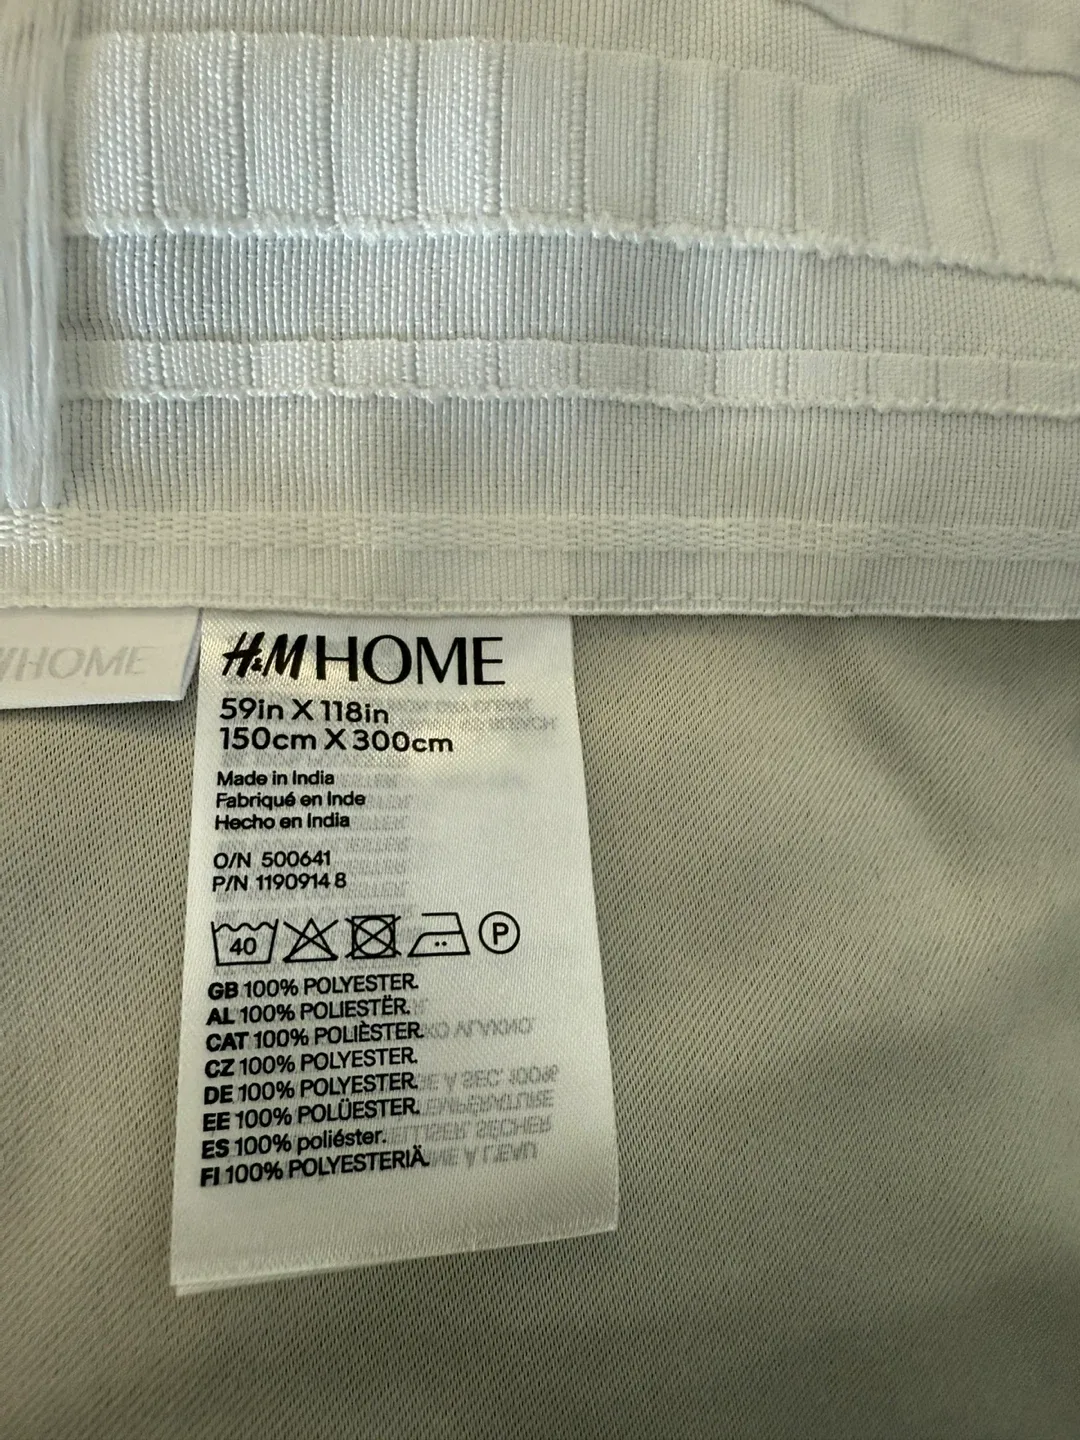 HOME
H&M HOME
59in X 118in
150cm X 300cm
Made in India
Fabriqué en Inde
Hecho en India
O/N 500641
P/N 1190914 8
40
P
GB 100% POLYESTER.
AL 100% POLIESTËR.
CAT 100% POLIÈSTER.
CZ 100% POLYESTER.
DE 100% POLYESTER.
EE 100% POLÜESTER.
ES 100% poliéster.
FI 100% POLYESTERIÄ.